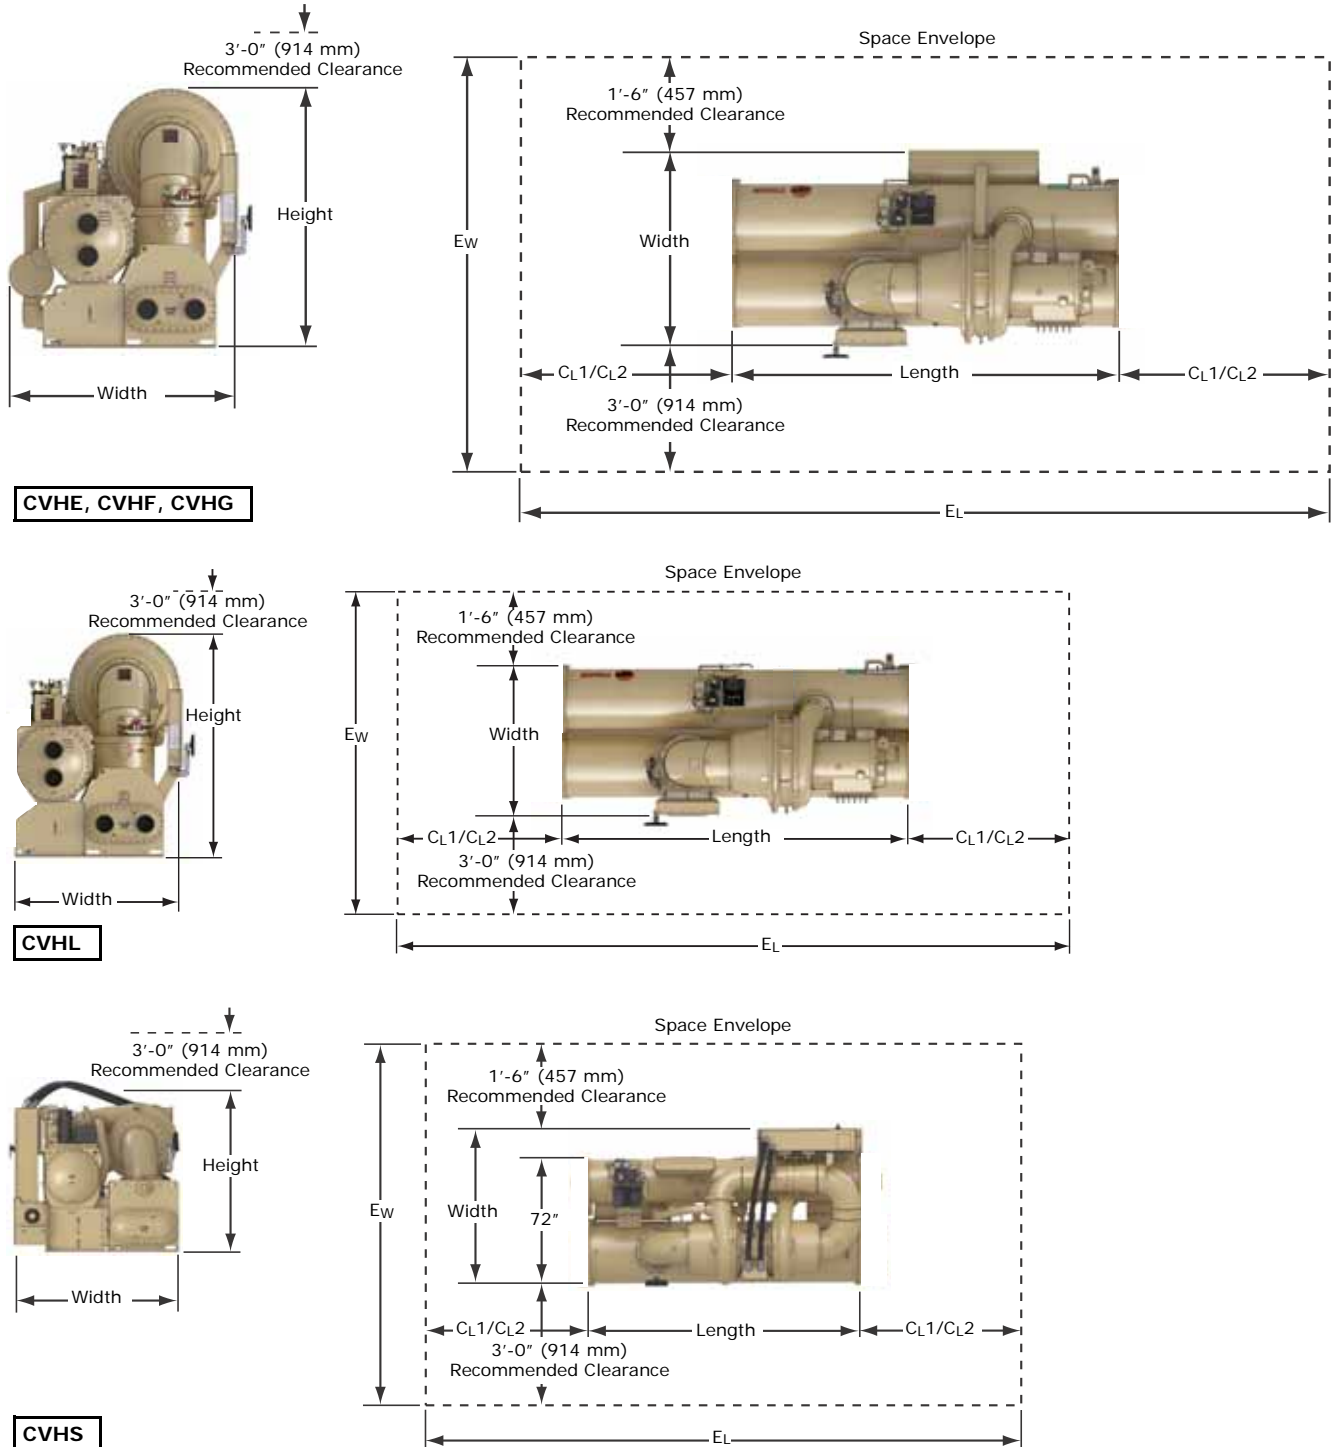 3'-0" (914 mm)
Recommended Clearance
Height
Width
Space Envelope
1'-6" (457 mm)
Recommended Clearance
EW
Width
CL1/CL2
Length
CL1/CL2
3'-0" (914 mm)
Recommended Clearance
EL
CVHE, CVHF, CVHG
3'-0" (914 mm)
Recommended Clearance
Height
Width
Space Envelope
1'-6" (457 mm)
Recommended Clearance
EW
Width
CL1/CL2
Length
CL1/CL2
3'-0" (914 mm)
Recommended Clearance
EL
CVHL
3'-0" (914 mm)
Recommended Clearance
Height
Width
Space Envelope
1'-6" (457 mm)
Recommended Clearance
EW
Width
72"
CL1/CL2
Length
CL1/CL2
3'-0" (914 mm)
Recommended Clearance
EL
CVHS